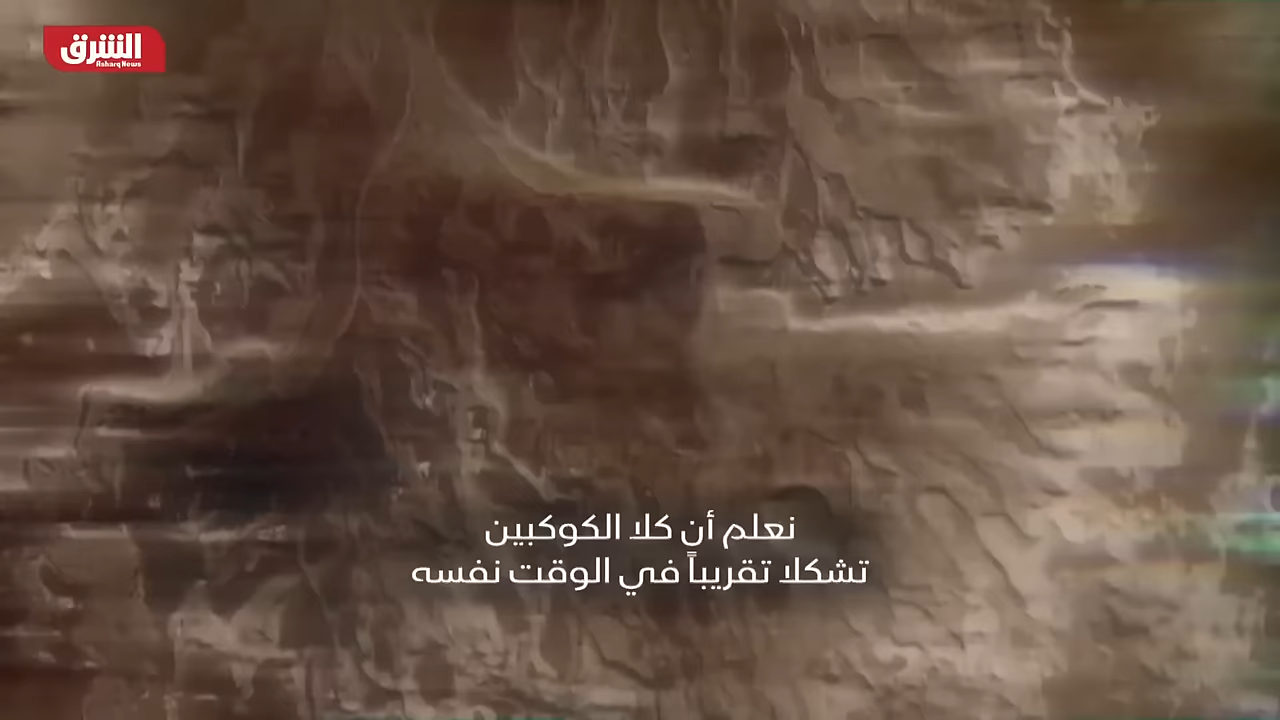 الشرق
Asharq News
نعلم أن كلا الكوكبين
تشكلا تقريباً في الوقت نفسه